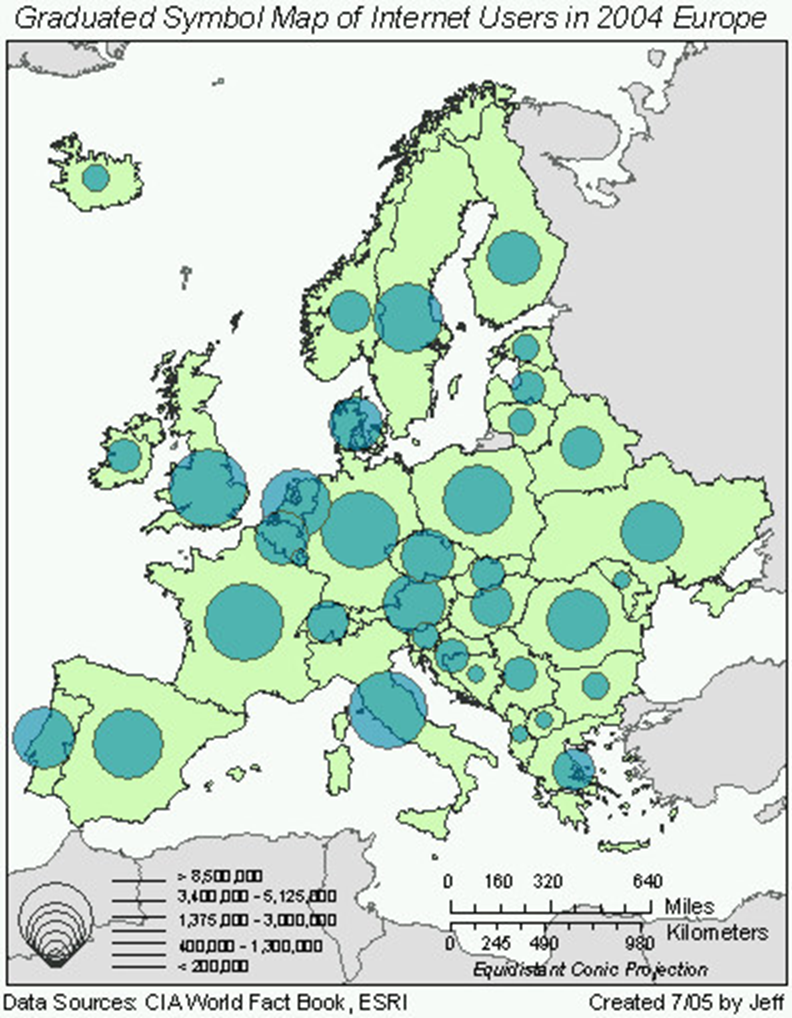 Graduated Symbol Map of Internet Users in 2004 Europe
> 8,500,000
3,400,000 - 5,125,000
1,375,000 - 3,000,000
400,000 - 1,300,000
< 200,000
0 160 320 640
Miles
Kilometers
0 245 490 980
Equidistant Conic Projection
Data Sources: CIA World Fact Book, ESRI
Created 7/05 by Jeff